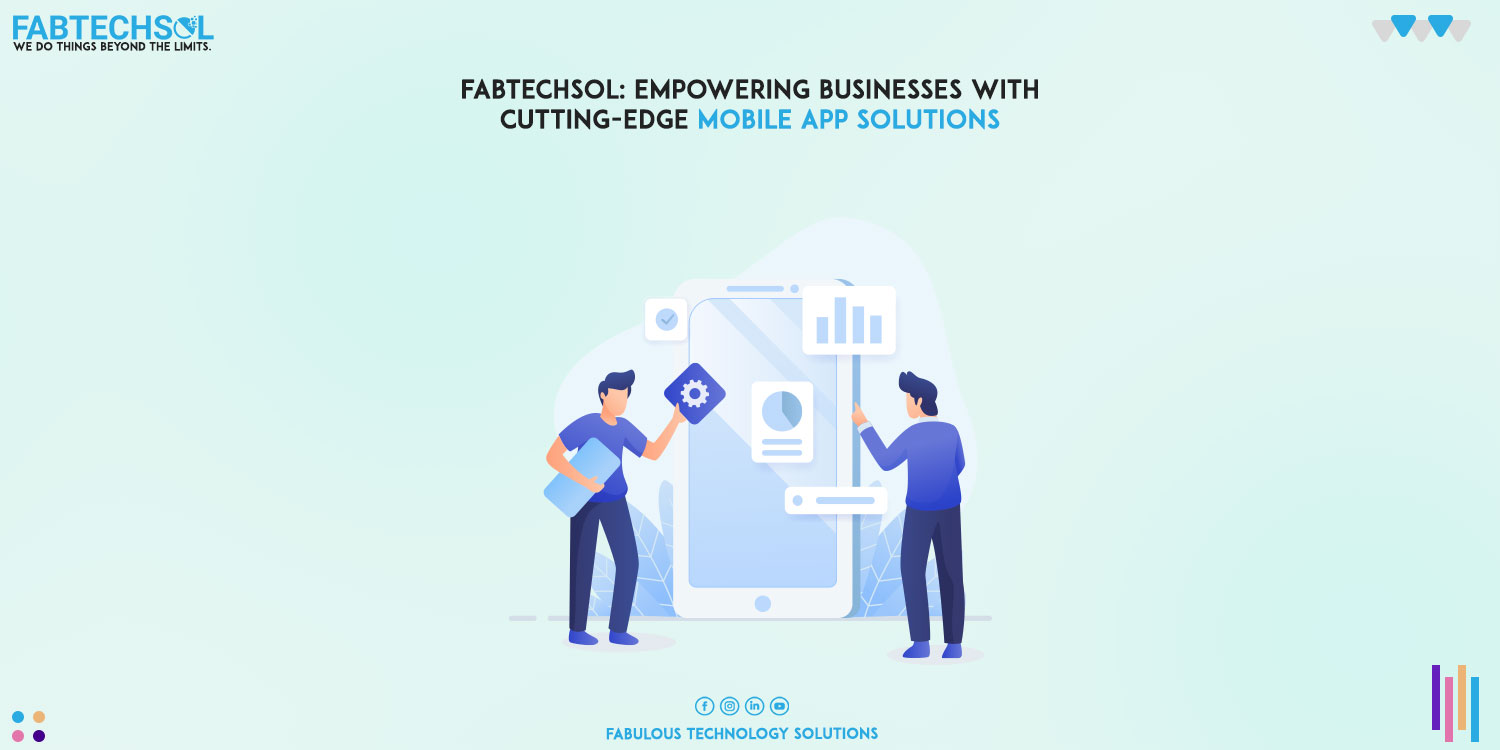 FABTECHSOL
WE DO THINGS BEYOND THE LIMITS.
FABTECHSOL: EMPOWERING BUSINESSES WITH
CUTTING-EDGE MOBILE APP SOLUTIONS
FABULOUS TECHNOLOGY SOLUTIONS